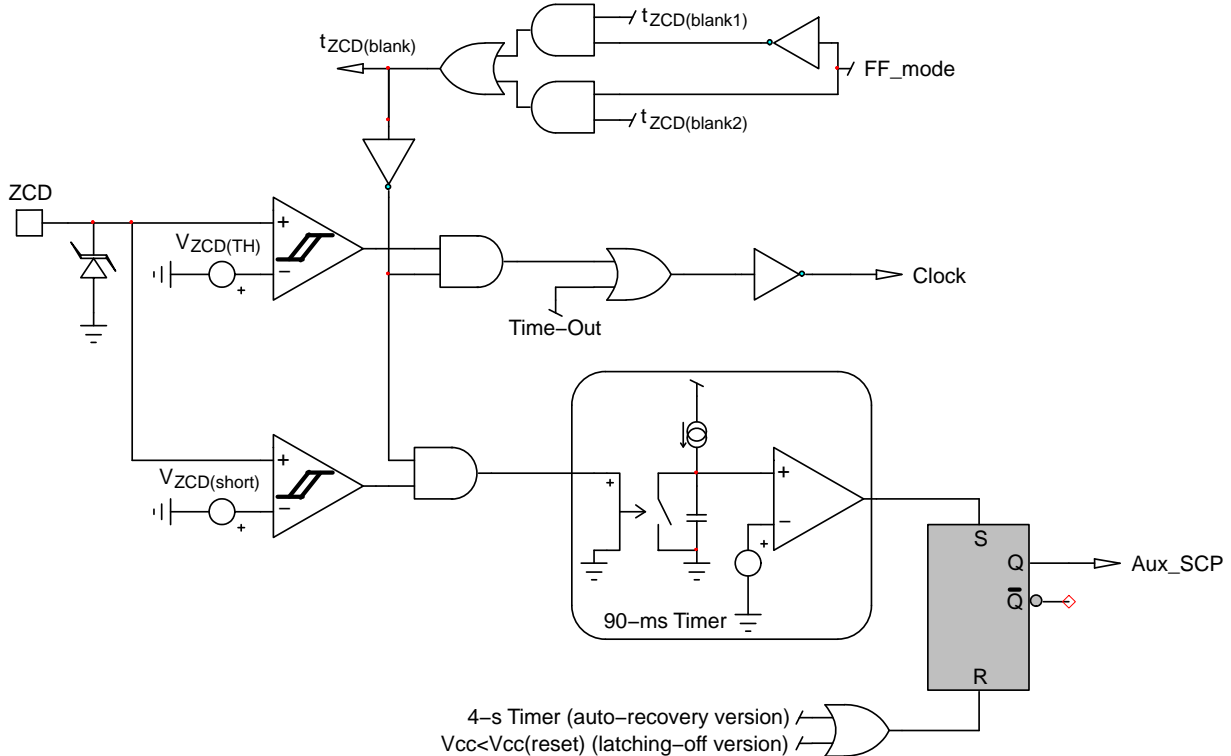 tZCD(blank1)
tZCD(blank)
FF_mode
tZCD(blank2)
ZCD
+
VZCD(TH)
−
+
Clock
Time−Out
+
VZCD(short)
−
+
+
+
−
+
90−ms Timer
S
Q
Aux_SCP
Q
R
4−s Timer (auto−recovery version)
Vcc<Vcc(reset) (latching−off version)